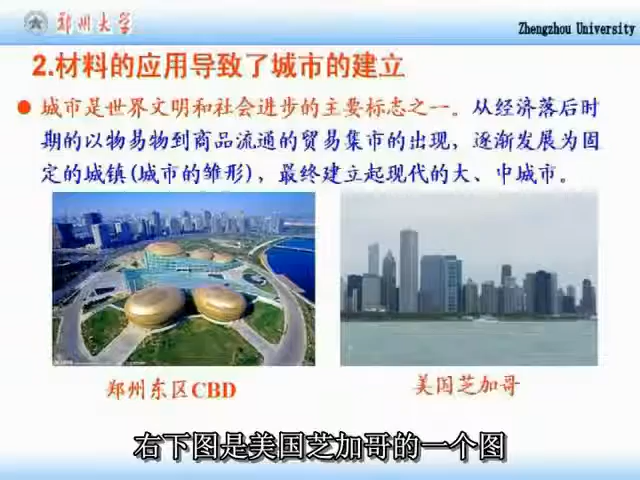 郑州大学
Zhengzhou University
2.材料的应用导致了城市的建立
城市是世界文明和社会进步的主要标志之一。从经济落后时
期的以物易物到商品流通的贸易集市的出现，逐渐发展为固
定的城镇(城市的雏形)，最终建立起现代的大、中城市。
郑州东区CBD
美国芝加哥
右下图是美国芝加哥的一个图